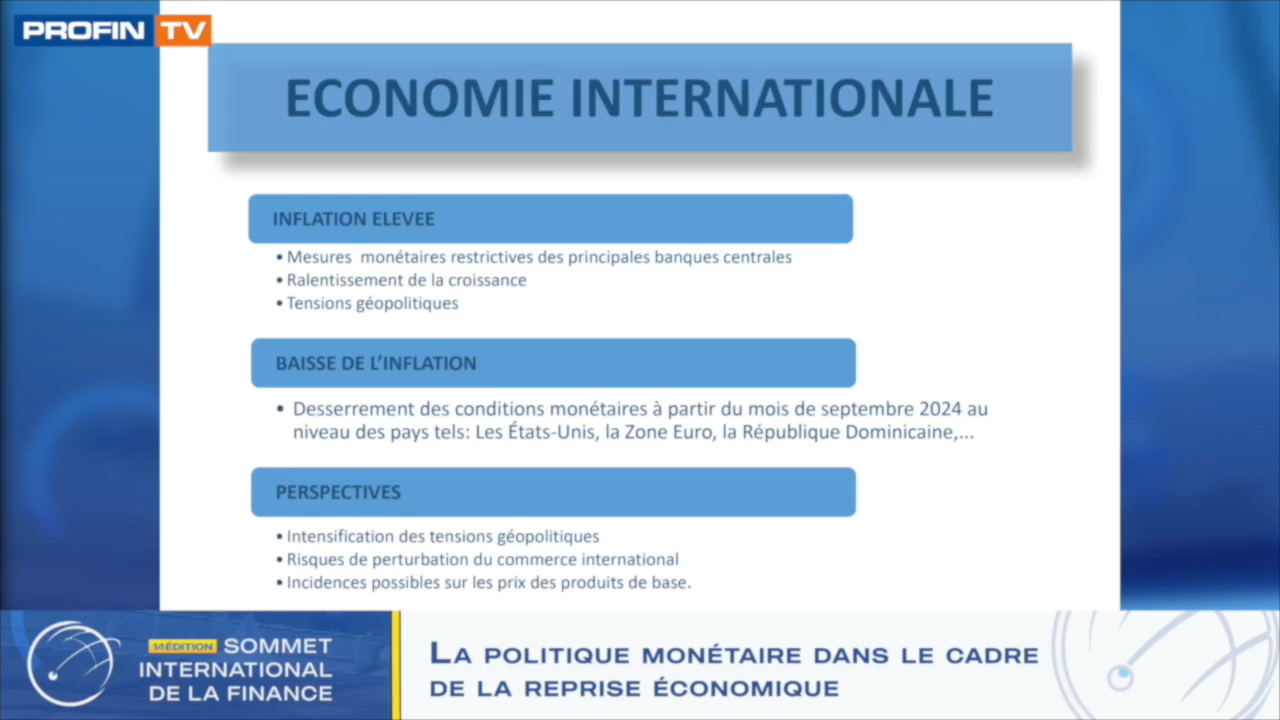 PROFIN TV
ECONOMIE INTERNATIONALE
INFLATION ELEVEE
• Mesures monétaires restrictives des principales banques centrales
• Ralentissement de la croissance
• Tensions géopolitiques
BAISSE DE L’INFLATION
• Desserrement des conditions monétaires à partir du mois de septembre 2024 au
niveau des pays tels: Les États-Unis, la Zone Euro, la République Dominicaine,...
PERSPECTIVES
• Intensification des tensions géopolitiques
• Risques de perturbation du commerce international
• Incidences possibles sur les prix des produits de base.
14 ÉDITION SOMMET
INTERNATIONAL
DE LA FINANCE
LA POLITIQUE MONÉTAIRE DANS LE CADRE
DE LA REPRISE ÉCONOMIQUE